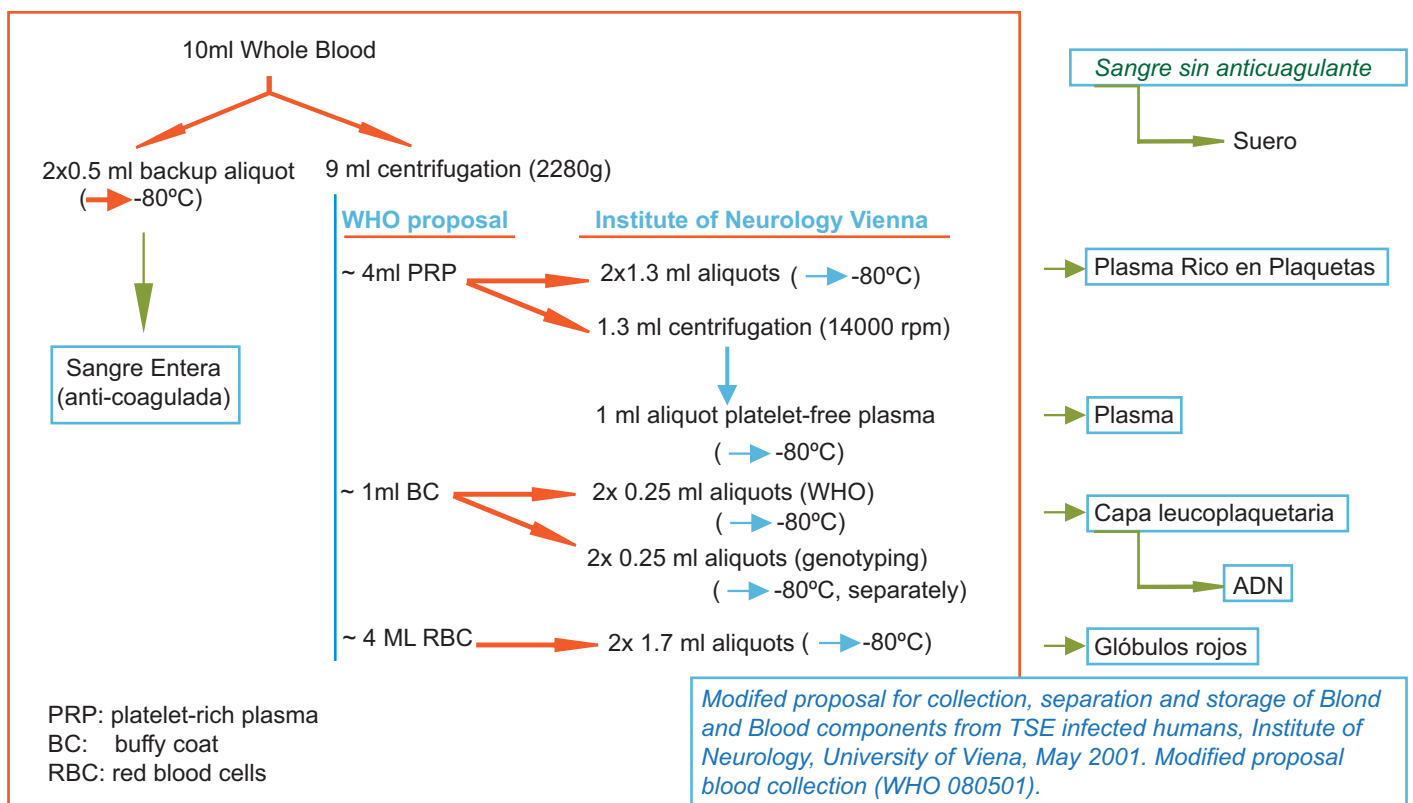 10ml Whole Blood
2x0.5 ml backup aliquot
( -80ºC)
Sangre Entera
(anti-coagulada)
9 ml centrifugation (2280g)
WHO proposal
Institute of Neurology Vienna
~ 4ml PRP
2x1.3 ml aliquots ( -80ºC)
1.3 ml centrifugation (14000 rpm)
1 ml aliquot platelet-free plasma
( -80ºC)
~ 1ml BC
2x 0.25 ml aliquots (WHO)
( -80ºC)
2x 0.25 ml aliquots (genotyping)
( -80ºC, separately)
~ 4 ML RBC
2x 1.7 ml aliquots ( -80ºC)
Sangre sin anticuagulante
Suero
Plasma Rico en Plaquetas
Plasma
Capa leucoplaquetaria
ADN
Glóbulos rojos
PRP: platelet-rich plasma
BC: buffy coat
RBC: red blood cells
Modifed proposal for collection, separation and storage of Blond
and Blood components from TSE infected humans, Institute of
Neurology, University of Viena, May 2001. Modified proposal
blood collection (WHO 080501).